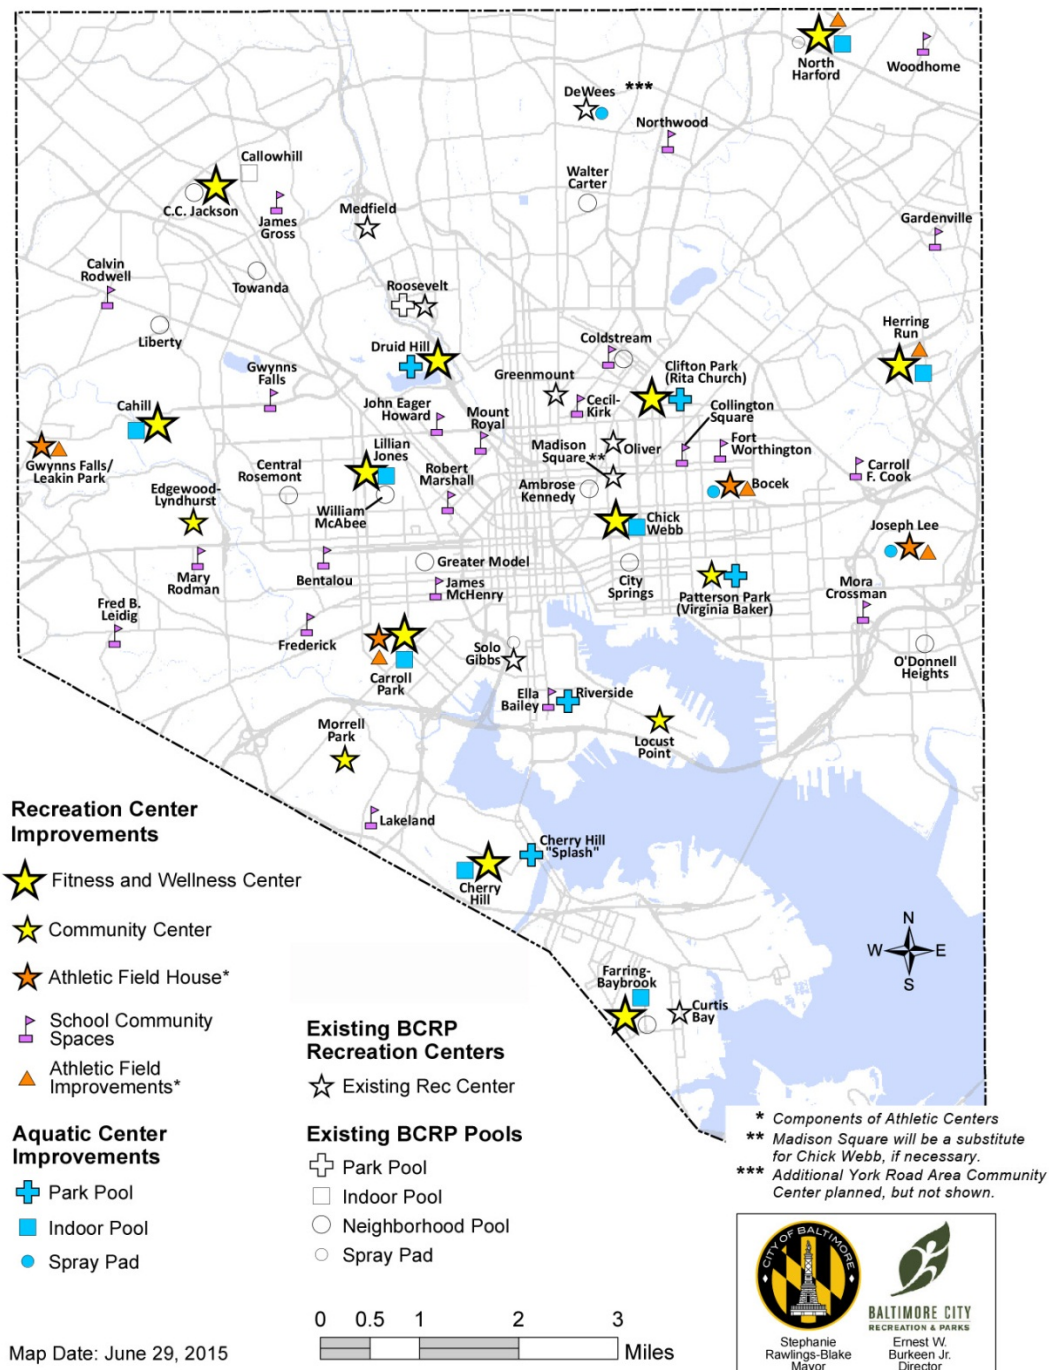 North
Harford
Woodhome
DeWees
***
Northwood
Callowhill
C.C. Jackson
James
Gross
Medfield
Walter
Carter
Gardenville
Calvin
Rodwell
Towanda
Roosevelt
Liberty
Druid Hill
Coldstream
Herring
Run
Gwynns
Falls
Greenmount
Clifton Park
(Rita Church)
Cahill
John Eager
Howard
Mount
Royal
Cecil-
Kirk
Collington
Square
Gwynns Falls/
Leakin Park
Lillian
Jones
Madison
Square**
Oliver
Fort
Worthington
Central
Rosemont
Robert
Marshall
Ambrose
Kennedy
Bocek
Carroll
F. Cook
Edgewood-
Lyndhurst
William
McAbee
Chick
Webb
Joseph Lee
Mary
Rodman
Bentalou
Greater Model
James
McHenry
City
Springs
Patterson Park
(Virginia Baker)
Mora
Crossman
Fred B.
Leidig
Frederick
Carroll
Park
Solo
Gibbs
O'Donnell
Heights
Ella
Bailey
Riverside
Morrell
Park
Locust
Point
Lakeland
Cherry Hill
"Splash"
Cherry
Hill
Farring-
Baybrook
Curtis
Bay
N
W
E
S
Recreation Center
Improvements
Fitness and Wellness Center
Community Center
Athletic Field House*
School Community
Spaces
Athletic Field
Improvements*
Aquatic Center
Improvements
Park Pool
Indoor Pool
Spray Pad
Existing BCRP
Recreation Centers
Existing Rec Center
Existing BCRP Pools
Park Pool
Indoor Pool
Neighborhood Pool
Spray Pad
* Components of Athletic Centers
** Madison Square will be a substitute
for Chick Webb, if necessary.
*** Additional York Road Area Community
Center planned, but not shown.
0 0.5 1 2 3
Miles
Map Date: June 29, 2015
CITY OF BALTIMORE
Stephanie
Rawlings-Blake
Mayor
BALTIMORE CITY
RECREATION & PARKS
Ernest W.
Burkeen Jr.
Director